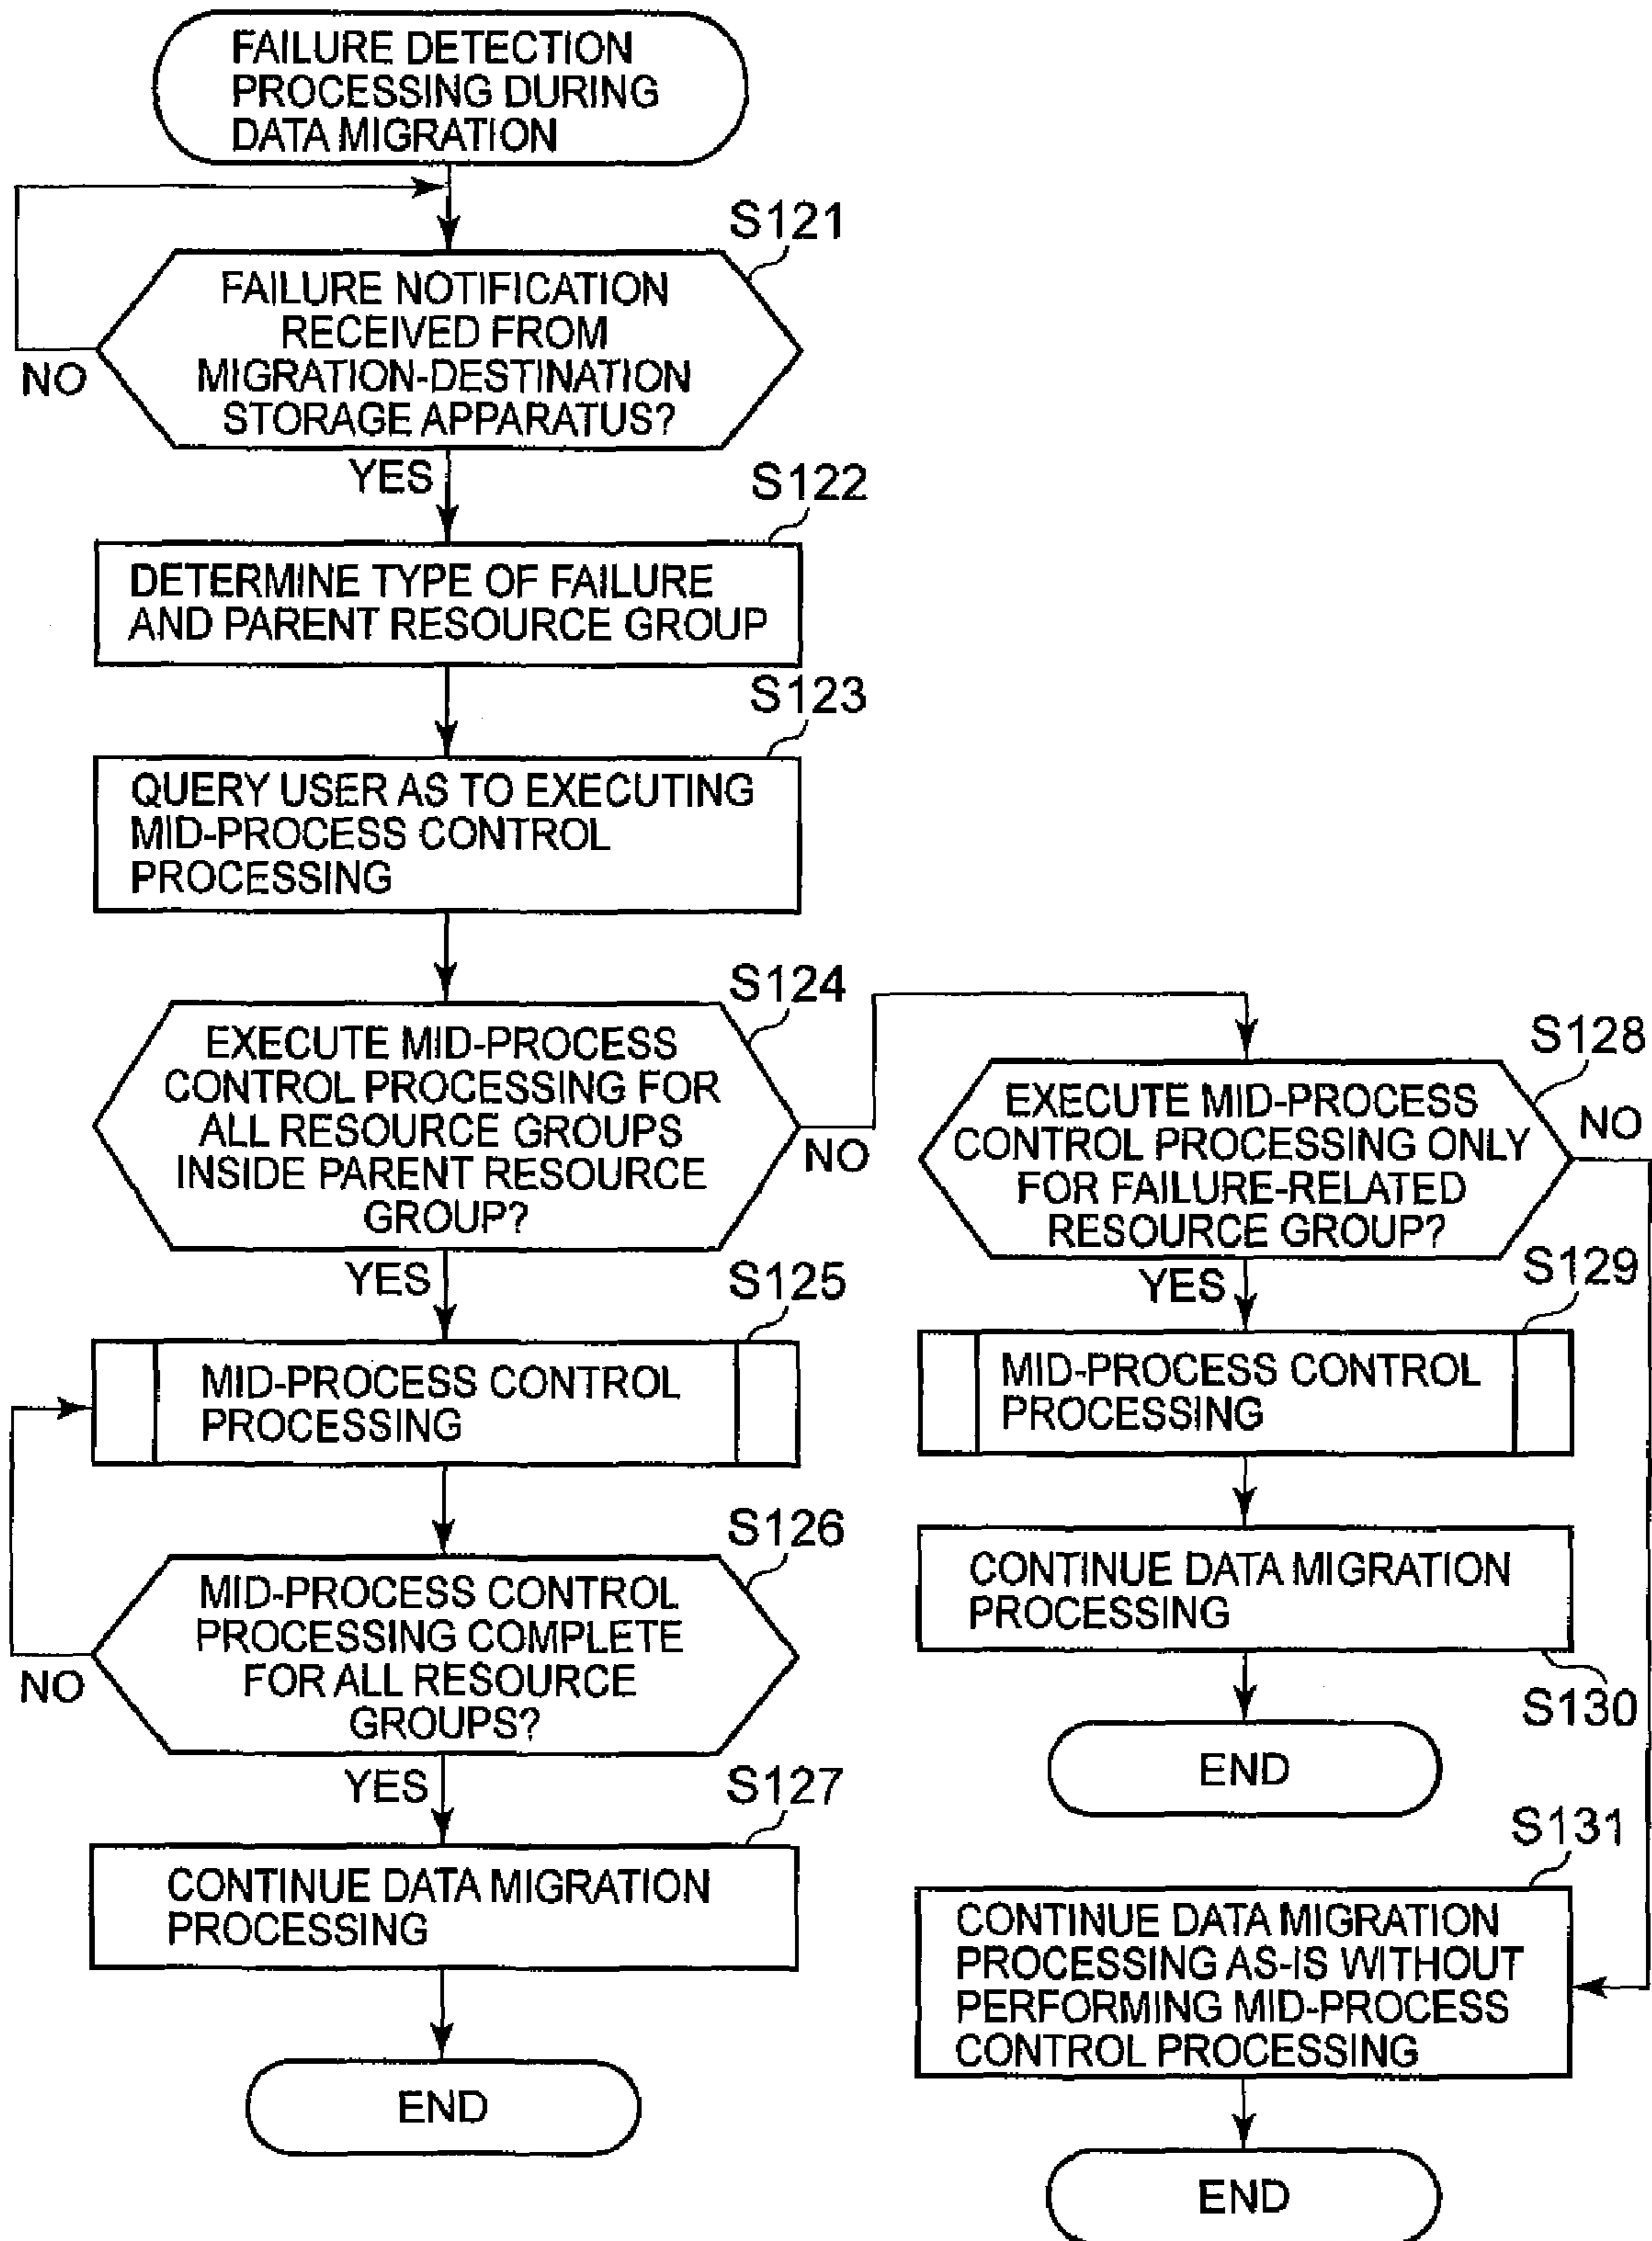 FAILURE DETECTION
PROCESSING DURING
DATA MIGRATION
S121
FAILURE NOTIFICATION
RECEIVED FROM
MIGRATION-DESTINATION
STORAGE APPARATUS?
NO
YES
S122
DETERMINE TYPE OF FAILURE
AND PARENT RESOURCE GROUP
S123
QUERY USER AS TO EXECUTING
MID-PROCESS CONTROL
PROCESSING
S124
EXECUTE MID-PROCESS
CONTROL PROCESSING FOR
ALL RESOURCE GROUPS
INSIDE PARENT RESOURCE
GROUP?
NO
YES
S125
MID-PROCESS CONTROL
PROCESSING
S126
MID-PROCESS CONTROL
PROCESSING COMPLETE
FOR ALL RESOURCE
GROUPS?
NO
YES
S127
CONTINUE DATA MIGRATION
PROCESSING
END
S128
EXECUTE MID-PROCESS
CONTROL PROCESSING ONLY
FOR FAILURE-RELATED
RESOURCE GROUP?
NO
YES
S129
MID-PROCESS CONTROL
PROCESSING
CONTINUE DATA MIGRATION
PROCESSING
S130
END
S131
CONTINUE DATA MIGRATION
PROCESSING AS-IS WITHOUT
PERFORMING MID-PROCESS
CONTROL PROCESSING
END